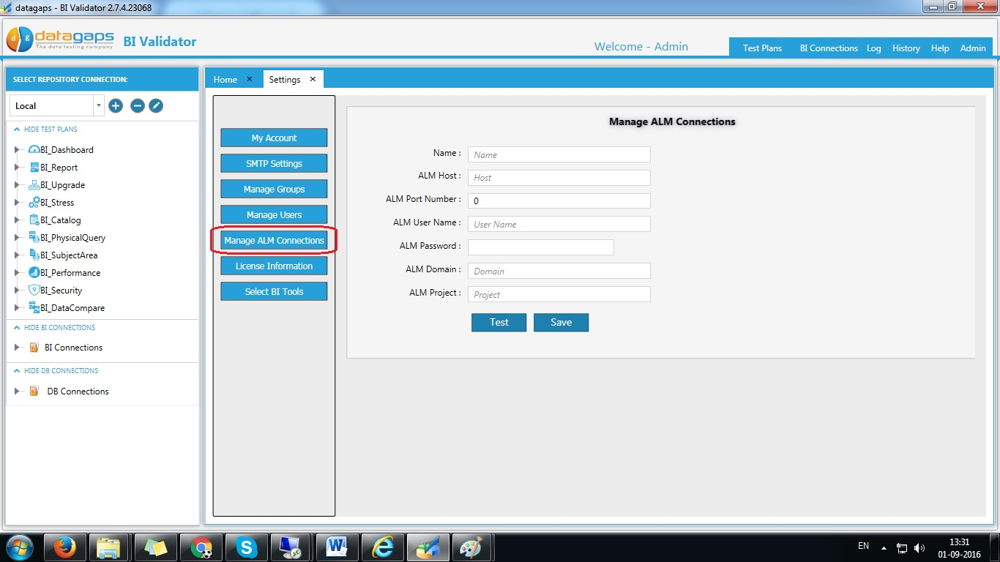 datagaps - BI Validator 2.7.4.23068
d g datagaps
The data testing company
BI Validator
Welcome - Admin
Test Plans BI Connections Log History Help Admin
SELECT REPOSITORY CONNECTION:
Local
HIDE TEST PLANS
BI_Dashboard
BI_Report
BI_Upgrade
BI_Stress
BI_Catalog
BI_PhysicalQuery
BI_SubjectArea
BI_Performance
BI_Security
BI_DataCompare
HIDE BI CONNECTIONS
BI Connections
HIDE DB CONNECTIONS
DB Connections
Home Settings
My Account
SMTP Settings
Manage Groups
Manage Users
Manage ALM Connections
License Information
Select BI Tools
Manage ALM Connections
Name : Name
ALM Host : Host
ALM Port Number : 0
ALM User Name : User Name
ALM Password :
ALM Domain : Domain
ALM Project : Project
Test Save
EN
13:31
01-09-2016